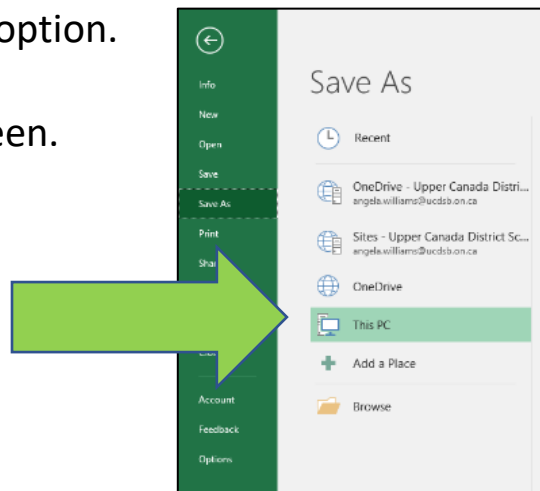 option.
een.
Info
New
Open
Save
Save As
Print
Account
Feedback
Options
Save As
Recent
OneDrive - Upper Canada Distri...
angela.williams@ucdsb.on.ca
Sites - Upper Canada District Sc...
angela.williams@ucdsb.on.ca
OneDrive
This PC
Add a Place
Browse